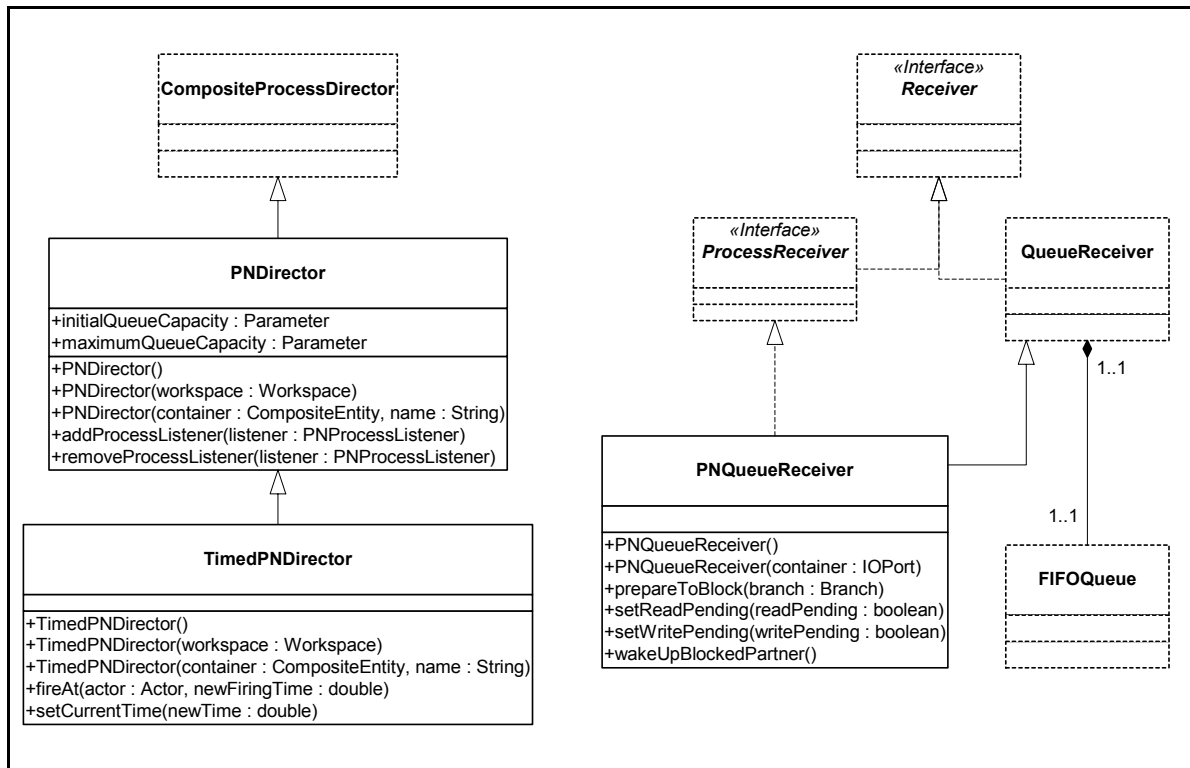 CompositeProcessDirector
PNDirector
+initialQueueCapacity : Parameter
+maximumQueueCapacity : Parameter
+PNDirector()
+PNDirector(workspace : Workspace)
+PNDirector(container : CompositeEntity, name : String)
+addProcessListener(listener : PNProcessListener)
+removeProcessListener(listener : PNProcessListener)
TimedPNDirector
+TimedPNDirector()
+TimedPNDirector(workspace : Workspace)
+TimedPNDirector(container : CompositeEntity, name : String)
+fireAt(actor : Actor, newFiringTime : double)
+setCurrentTime(newTime : double)
«Interface»
Receiver
«Interface»
ProcessReceiver
QueueReceiver
1..1
PNQueueReceiver
+PNQueueReceiver()
+PNQueueReceiver(container : IOPort)
+prepareToBlock(branch : Branch)
+setReadPending(readPending : boolean)
+setWritePending(writePending : boolean)
+wakeUpBlockedPartner()
1..1
FIFOQueue